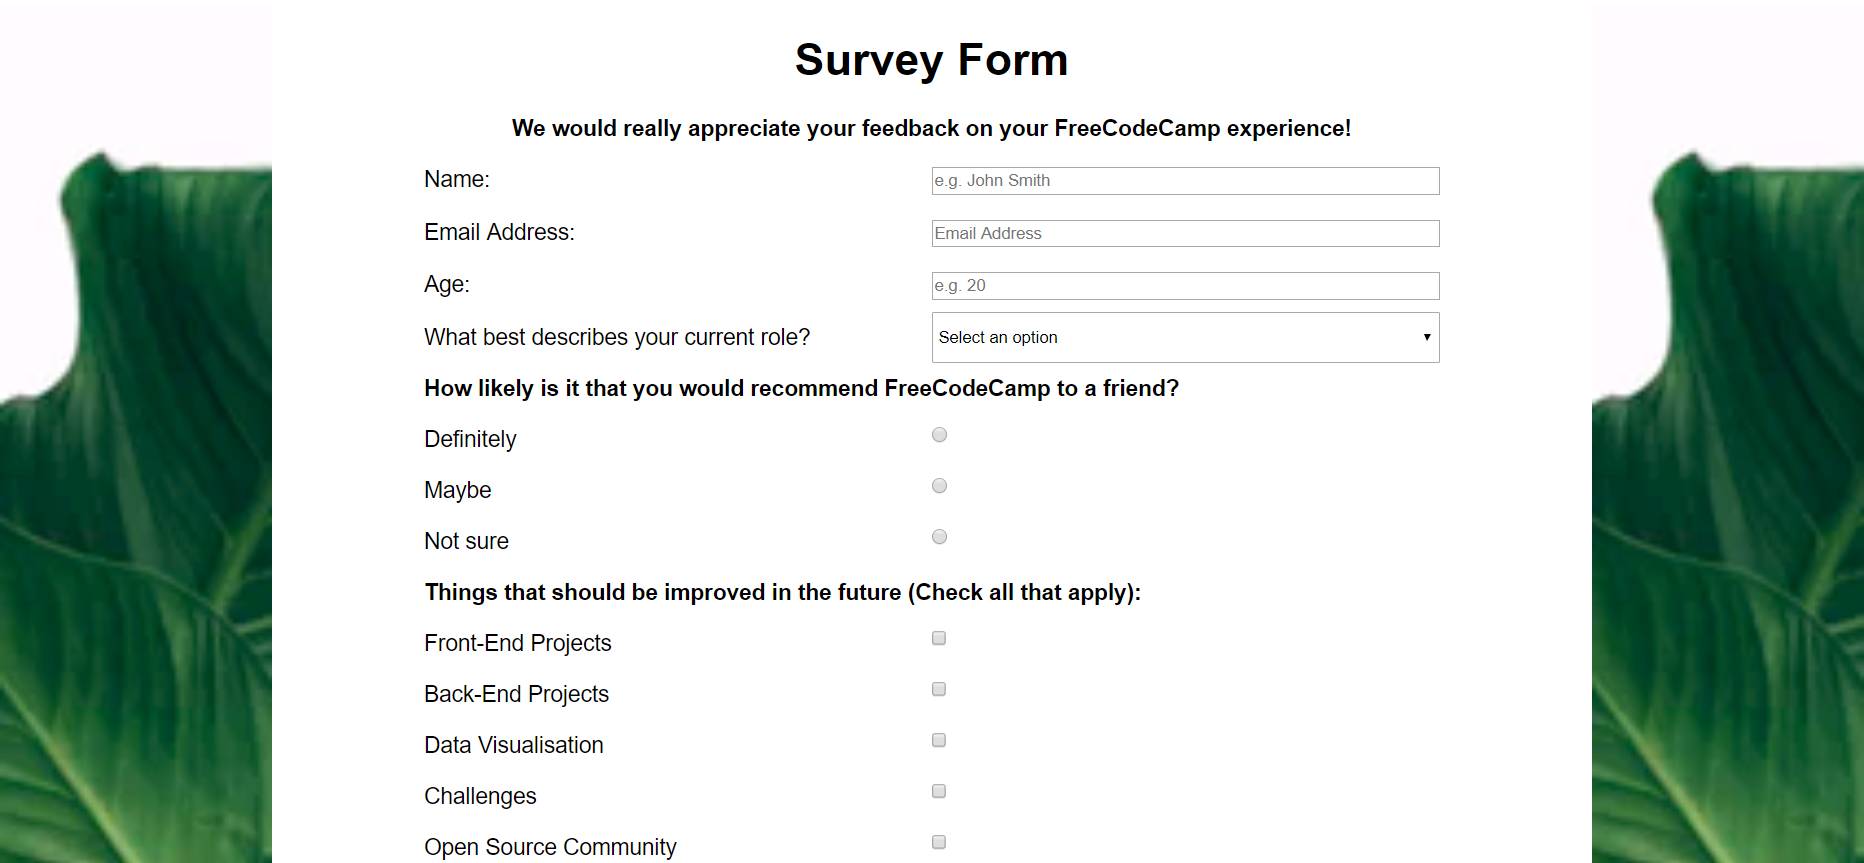 Survey Form
We would really appreciate your feedback on your FreeCodeCamp experience!
Name: e.g. John Smith
Email Address: Email Address
Age: e.g. 20
What best describes your current role? Select an option
How likely is it that you would recommend FreeCodeCamp to a friend?
Definitely
Maybe
Not sure
Things that should be improved in the future (Check all that apply):
Front-End Projects
Back-End Projects
Data Visualisation
Challenges
Open Source Community